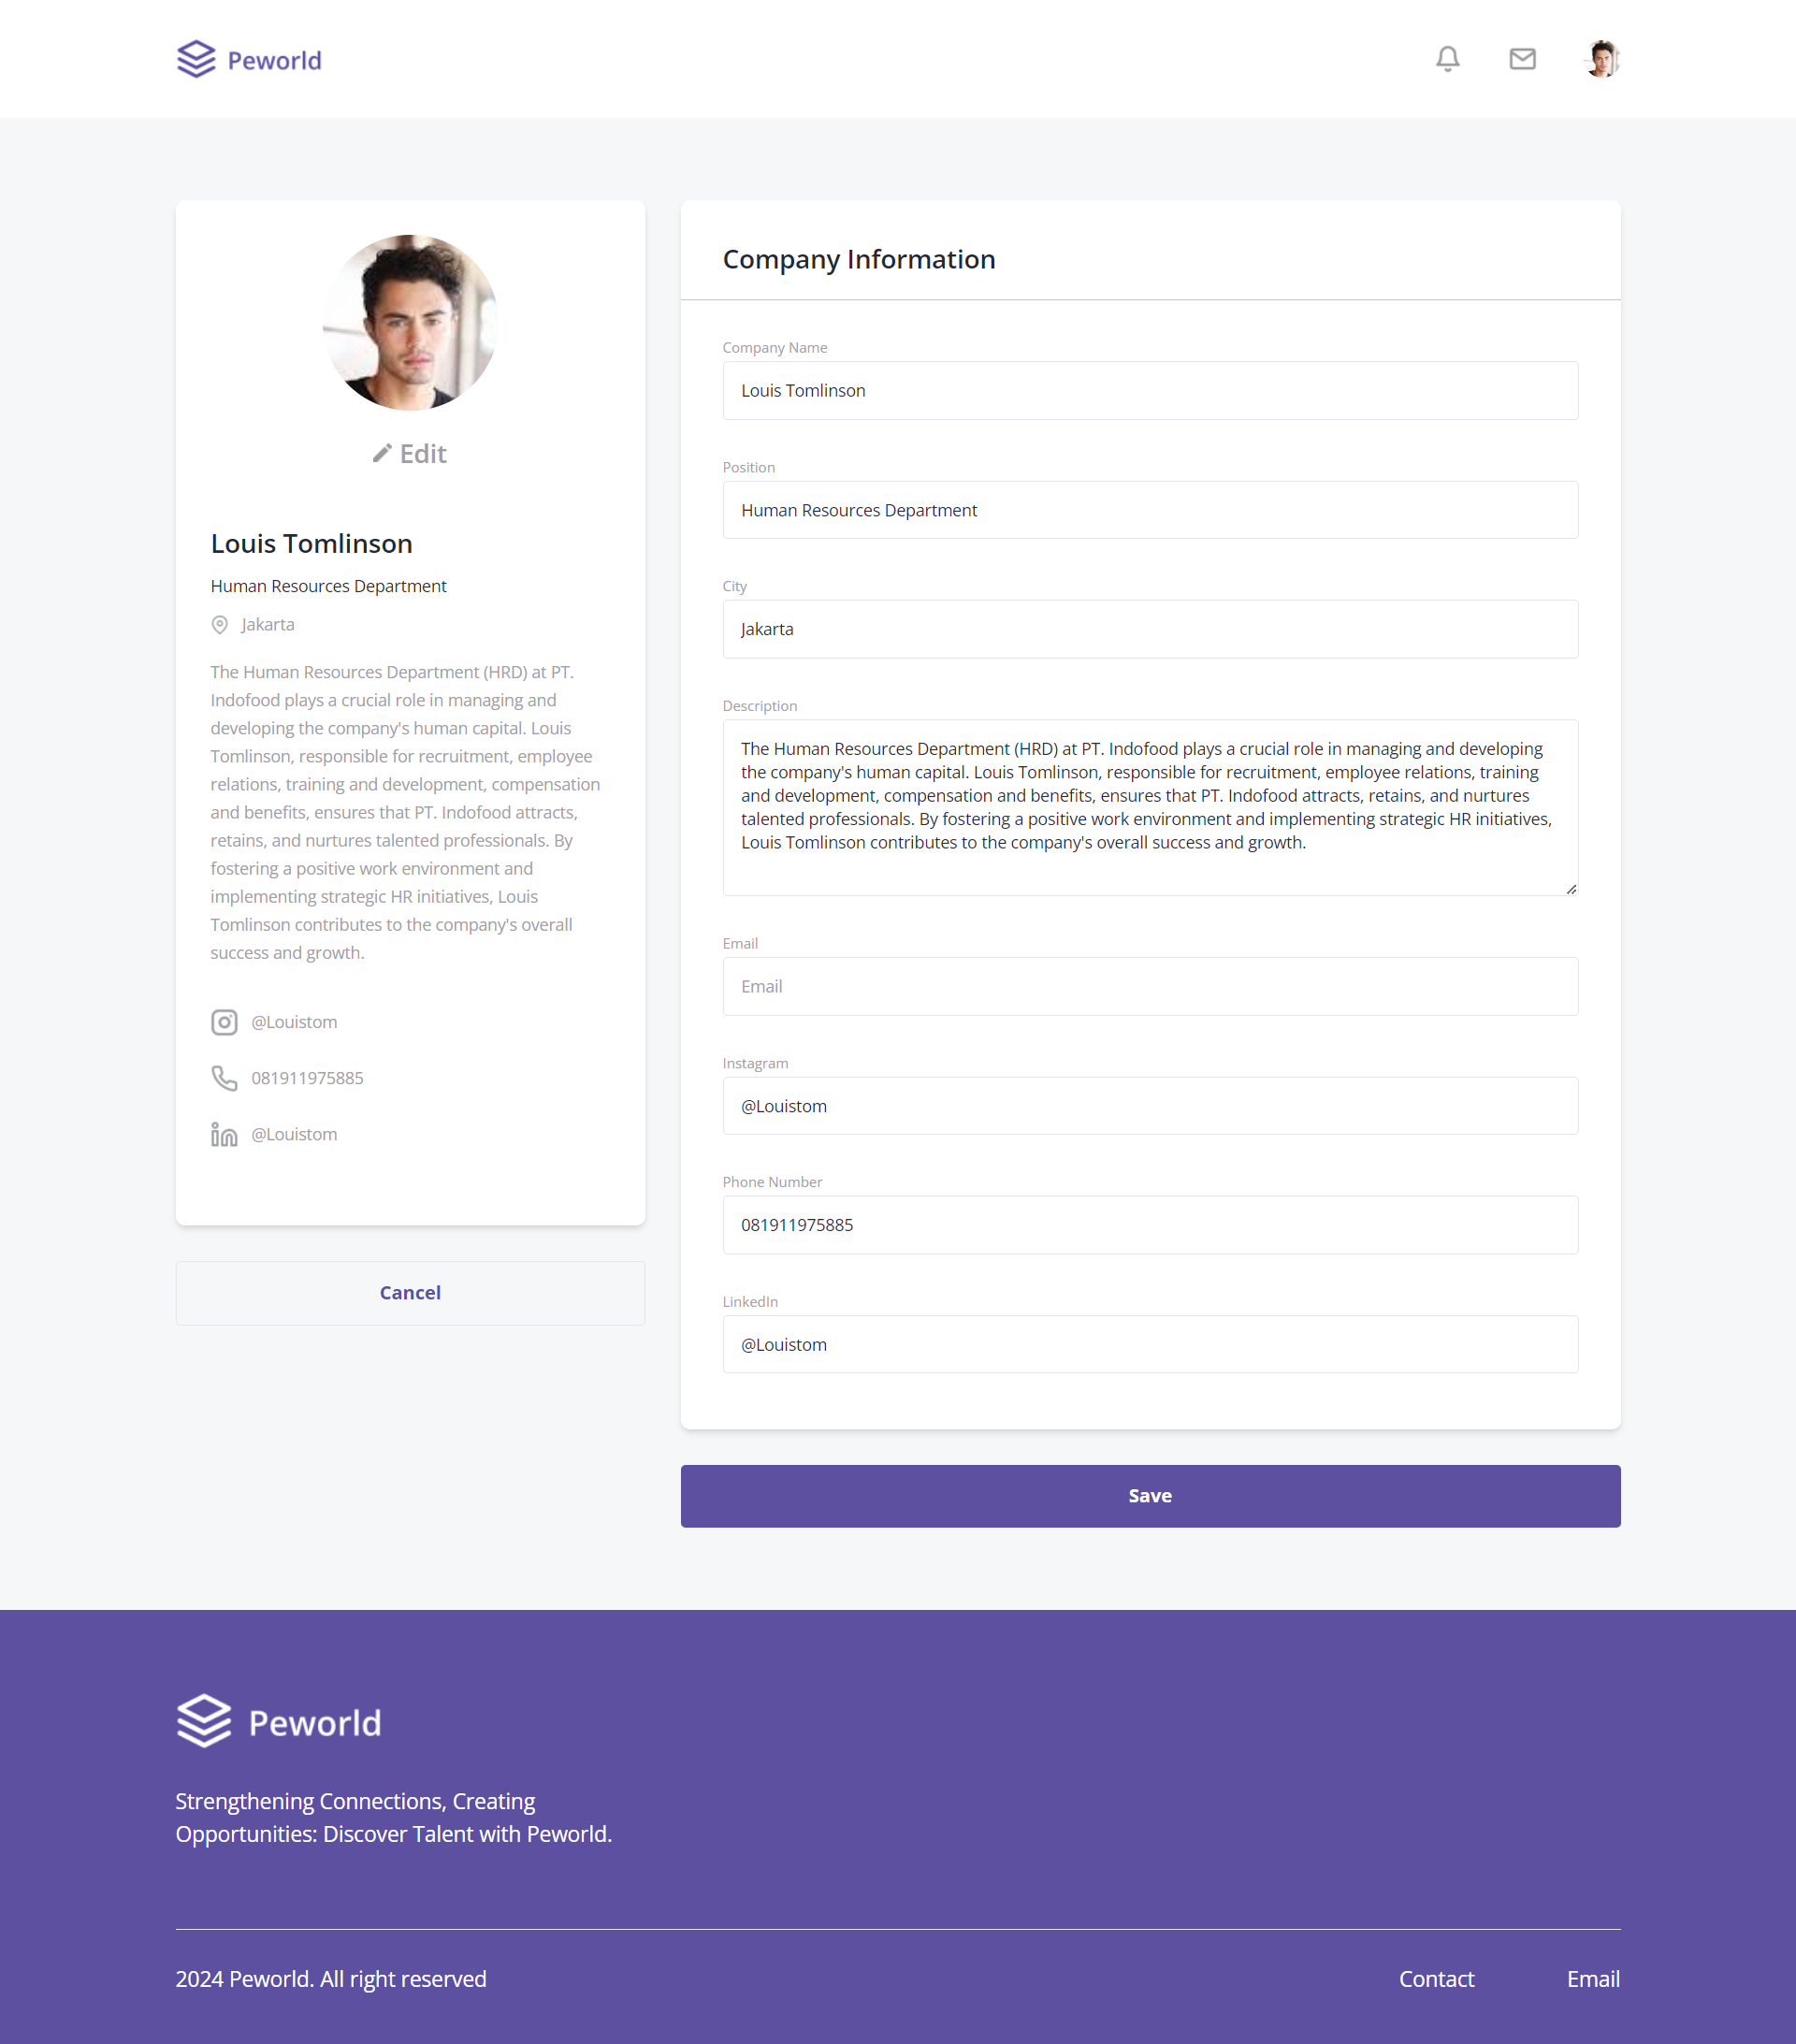 Peworld
Edit
Louis Tomlinson
Human Resources Department
Jakarta
The Human Resources Department (HRD) at PT.
Indofood plays a crucial role in managing and
developing the company's human capital. Louis
Tomlinson, responsible for recruitment, employee
relations, training and development, compensation
and benefits, ensures that PT. Indofood attracts,
retains, and nurtures talented professionals. By
fostering a positive work environment and
implementing strategic HR initiatives, Louis
Tomlinson contributes to the company's overall
success and growth.
@Louistom
081911975885
@Louistom
Cancel
Company Information
Company Name
Louis Tomlinson
Position
Human Resources Department
City
Jakarta
Description
The Human Resources Department (HRD) at PT. Indofood plays a crucial role in managing and developing
the company's human capital. Louis Tomlinson, responsible for recruitment, employee relations, training
and development, compensation and benefits, ensures that PT. Indofood attracts, retains, and nurtures
talented professionals. By fostering a positive work environment and implementing strategic HR initiatives,
Louis Tomlinson contributes to the company's overall success and growth.
Email
Email
Instagram
@Louistom
Phone Number
081911975885
LinkedIn
@Louistom
Save
Peworld
Strengthening Connections, Creating
Opportunities: Discover Talent with Peworld.
2024 Peworld. All right reserved
Contact
Email